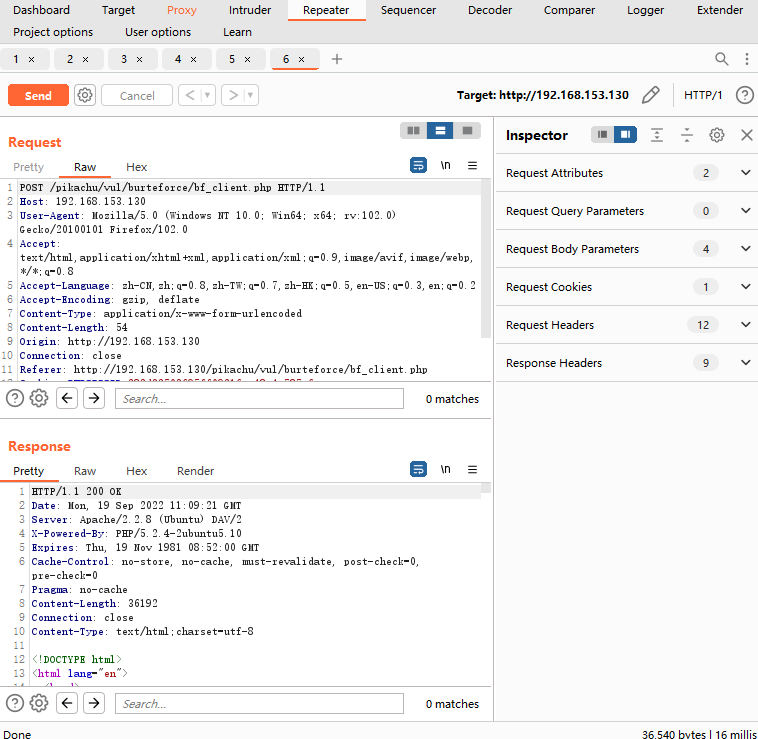 Dashboard Target Proxy Intruder Repeater Sequencer Decoder Comparer Logger Extender
Project options User options Learn
1 × 2 × 3 × 4 × 5 × 6 × +
Send Cancel < > Target: http://192.168.153.130 HTTP/1 ?
Request
Pretty Raw Hex \n
1 POST /pikachu/vul/burteforce/bf_client.php HTTP/1.1
2 Host: 192.168.153.130
3 User-Agent: Mozilla/5.0 (Windows NT 10.0; Win64; x64; rv:102.0)
Gecko/20100101 Firefox/102.0
4 Accept:
text/html,application/xhtml+xml,application/xml;q=0.9,image/avif,image/webp,
*/*;q=0.8
5 Accept-Language: zh-CN,zh;q=0.8,zh-TW;q=0.7,zh-HK;q=0.5,en-US;q=0.3,en;q=0.2
6 Accept-Encoding: gzip, deflate
7 Content-Type: application/x-www-form-urlencoded
8 Content-Length: 54
9 Origin: http://192.168.153.130
10 Connection: close
11 Referer: http://192.168.153.130/pikachu/vul/burteforce/bf_client.php
? Search... 0 matches
Response
Pretty Raw Hex Render \n
1 HTTP/1.1 200 OK
2 Date: Mon, 19 Sep 2022 11:09:21 GMT
3 Server: Apache/2.2.8 (Ubuntu) DAV/2
4 X-Powered-By: PHP/5.2.4-2ubuntu5.10
5 Expires: Thu, 19 Nov 1981 08:52:00 GMT
6 Cache-Control: no-store, no-cache, must-revalidate, post-check=0,
pre-check=0
7 Pragma: no-cache
8 Content-Length: 36192
9 Connection: close
10 Content-Type: text/html;charset=utf-8
11
12 <!DOCTYPE html>
13 <html lang="en">
? Search... 0 matches
Inspector
Request Attributes 2
Request Query Parameters 0
Request Body Parameters 4
Request Cookies 1
Request Headers 12
Response Headers 9
Done 36,540 bytes | 16 millis